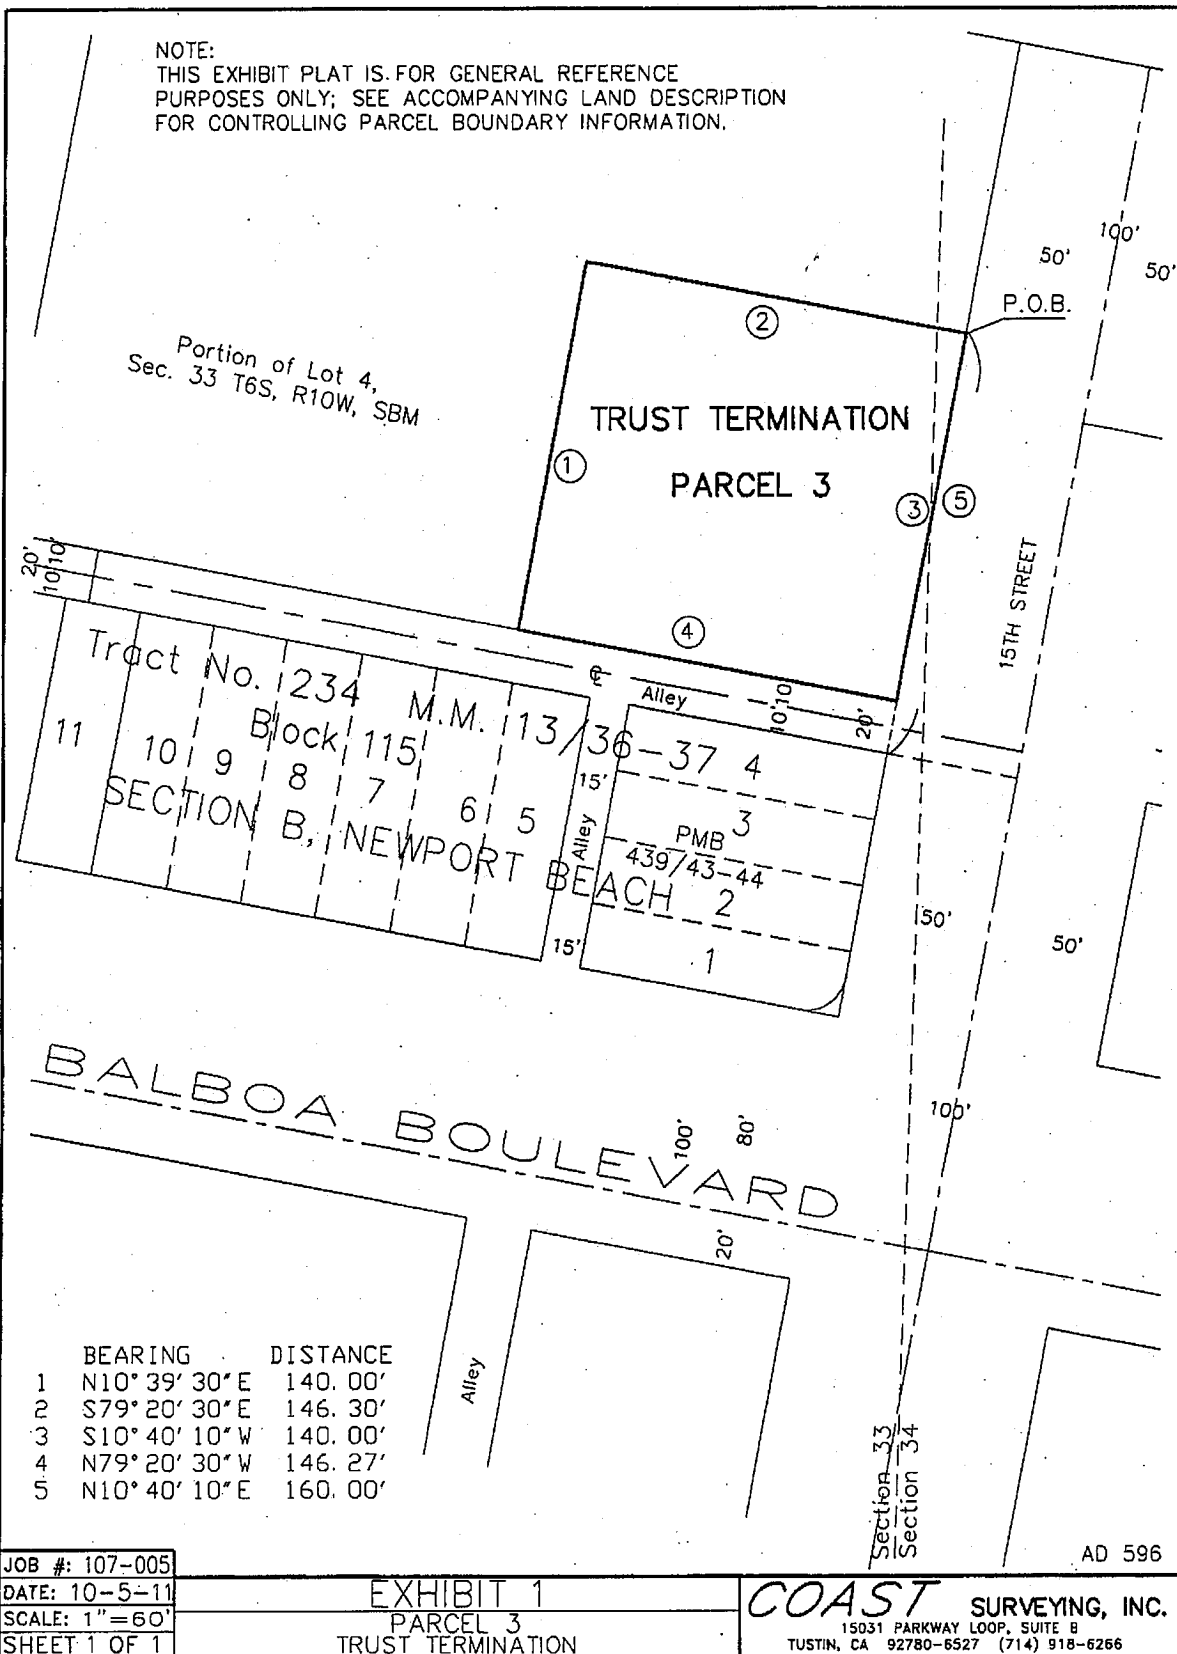 NOTE:
THIS EXHIBIT PLAT IS FOR GENERAL REFERENCE
PURPOSES ONLY; SEE ACCOMPANYING LAND DESCRIPTION
FOR CONTROLLING PARCEL BOUNDARY INFORMATION.
100'
50'
50'
P.O.B.
2
Portion of Lot 4,
Sec. 33 T6S, R10W, SBM
TRUST TERMINATION
PARCEL 3
1
3
5
15TH STREET
20'
10'
10'
4
℄
Alley
10'
10'
20'
Tract No. 234 M.M. 13/36-37
Block 115
SECTION B, NEWPORT BEACH
11
10
9
8
7
6
5
15'
Alley
15'
4
3
PMB
439/43-44
2
1
50'
50'
100'
BALBOA BOULEVARD
100'
80'
20'
Alley
Section 33
Section 34
BEARING DISTANCE
1 N10°39'30"E 140.00'
2 S79°20'30"E 146.30'
3 S10°40'10"W 140.00'
4 N79°20'30"W 146.27'
5 N10°40'10"E 160.00'
AD 596
JOB #: 107-005
DATE: 10-5-11
SCALE: 1"=60'
SHEET 1 OF 1
EXHIBIT 1
PARCEL 3
TRUST TERMINATION
COAST SURVEYING, INC.
15031 PARKWAY LOOP, SUITE B
TUSTIN, CA 92780-6527 (714) 918-6266